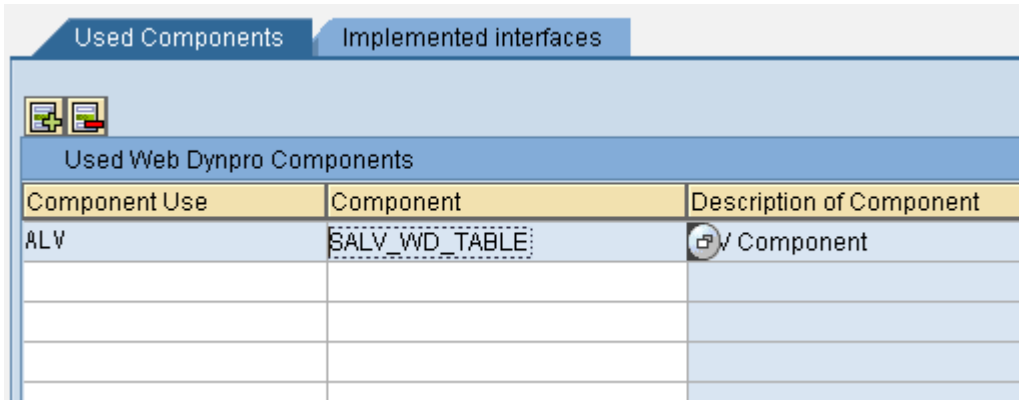 Used Components Implemented interfaces
Used Web Dynpro Components
Component Use Component Description of Component
ALV SALV_WD_TABLE V Component